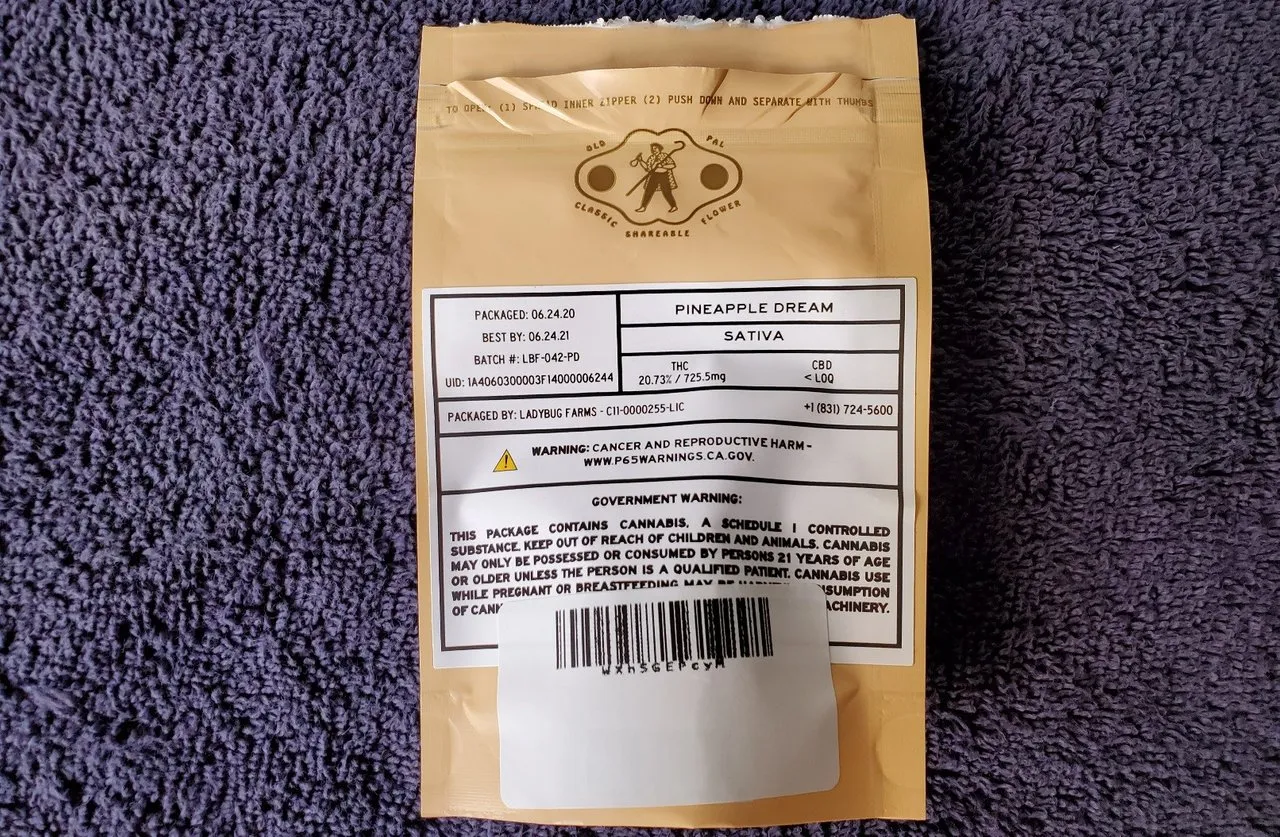 TO OPEN: (1) SPREAD INNER ZIPPER (2) PUSH DOWN AND SEPARATE WITH THUMBS
OLD PAL
CLASSIC SHAREABLE FLOWER
PACKAGED: 06.24.20
BEST BY: 06.24.21
BATCH #: LBF-042-PD
UID: 1A4060300003F14000006244
PINEAPPLE DREAM
SATIVA
THC
20.73% / 725.5mg
CBD
< LOQ
PACKAGED BY: LADYBUG FARMS - C11-0000255-LIC
+1 (831) 724-5600
WARNING: CANCER AND REPRODUCTIVE HARM -
WWW.P65WARNINGS.CA.GOV.
GOVERNMENT WARNING:
THIS PACKAGE CONTAINS CANNABIS, A SCHEDULE I CONTROLLED
SUBSTANCE. KEEP OUT OF REACH OF CHILDREN AND ANIMALS. CANNABIS
MAY ONLY BE POSSESSED OR CONSUMED BY PERSONS 21 YEARS OF AGE
OR OLDER UNLESS THE PERSON IS A QUALIFIED PATIENT. CANNABIS USE
WHILE PREGNANT OR BREASTFEEDING MAY BE
OF